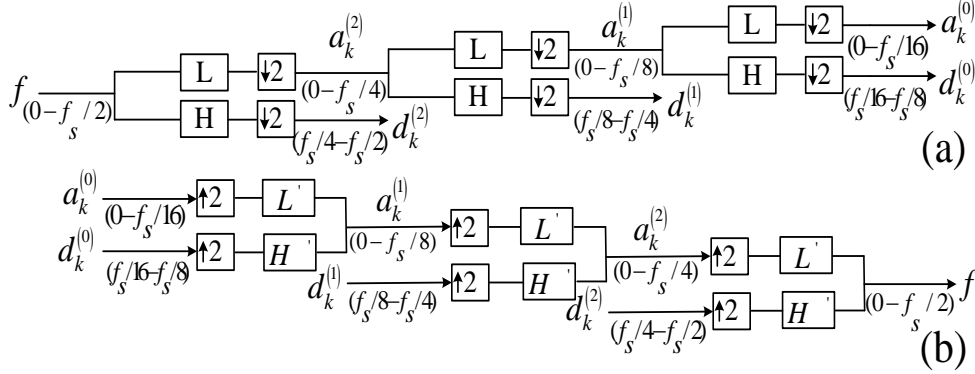 f
(0−f_s/2)
L
↓2
a_k^(2)
(0−f_s/4)
H
↓2
(f_s/4−f_s/2)
d_k^(2)
L
↓2
a_k^(1)
(0−f_s/8)
H
↓2
(f_s/8−f_s/4)
d_k^(1)
L
↓2
a_k^(0)
(0−f_s/16)
H
↓2
(f_s/16−f_s/8)
d_k^(0)
(a)
a_k^(0)
(0−f_s/16)
↑2
L'
d_k^(0)
(f_s/16−f_s/8)
↑2
H'
a_k^(1)
(0−f_s/8)
↑2
L'
d_k^(1)
(f_s/8−f_s/4)
↑2
H'
a_k^(2)
(0−f_s/4)
↑2
L'
d_k^(2)
(f_s/4−f_s/2)
↑2
H'
(0−f_s/2)
f
(b)